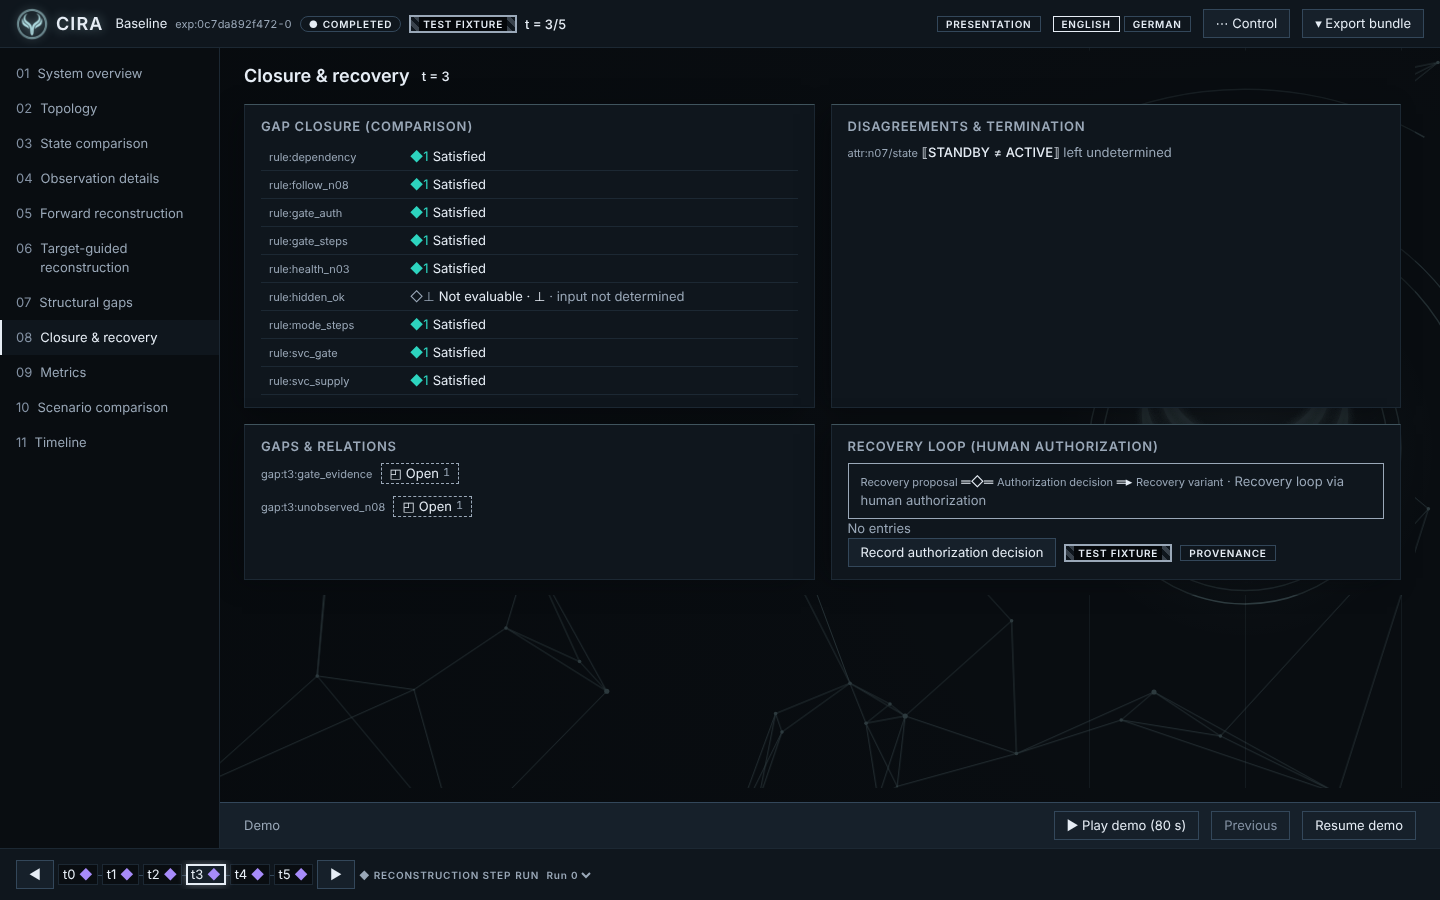 CIRA Baseline exp:0c7da892f472-0 ● COMPLETED TEST FIXTURE t = 3/5 PRESENTATION ENGLISH GERMAN ··· Control ▾ Export bundle
01 System overview
02 Topology
03 State comparison
04 Observation details
05 Forward reconstruction
06 Target-guided
reconstruction
07 Structural gaps
08 Closure & recovery
09 Metrics
10 Scenario comparison
11 Timeline
Closure & recovery t = 3
GAP CLOSURE (COMPARISON)
rule:dependency ◆1 Satisfied
rule:follow_n08 ◆1 Satisfied
rule:gate_auth ◆1 Satisfied
rule:gate_steps ◆1 Satisfied
rule:health_n03 ◆1 Satisfied
rule:hidden_ok ◇⊥ Not evaluable · ⊥ · input not determined
rule:mode_steps ◆1 Satisfied
rule:svc_gate ◆1 Satisfied
rule:svc_supply ◆1 Satisfied
DISAGREEMENTS & TERMINATION
attr:n07/state ⟦STANDBY ≠ ACTIVE⟧ left undetermined
GAPS & RELATIONS
gap:t3:gate_evidence ◰ Open 1
gap:t3:unobserved_n08 ◰ Open 1
RECOVERY LOOP (HUMAN AUTHORIZATION)
Recovery proposal ═◇═ Authorization decision ═▸ Recovery variant · Recovery loop via
human authorization
No entries
Record authorization decision TEST FIXTURE PROVENANCE
Demo ▶ Play demo (80 s) Previous Resume demo
◀ t0 ◆ t1 ◆ t2 ◆ t3 ◆ t4 ◆ t5 ◆ ▶ ◆ RECONSTRUCTION STEP RUN Run 0